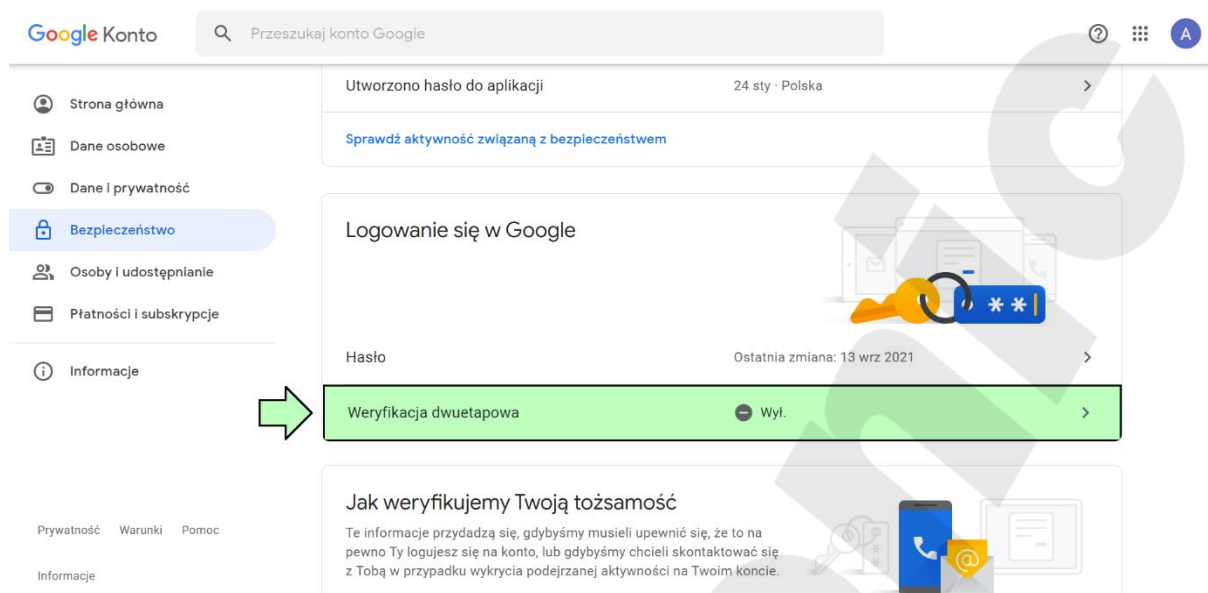 Google Konto
Przeszukaj konto Google
A
Strona główna
Dane osobowe
Dane i prywatność
Bezpieczeństwo
Osoby i udostępnianie
Płatności i subskrypcje
Informacje
Prywatność Warunki Pomoc
Informacje
Utworzono hasło do aplikacji 24 sty · Polska
Sprawdź aktywność związaną z bezpieczeństwem
Logowanie się w Google
Hasło Ostatnia zmiana: 13 wrz 2021
Weryfikacja dwuetapowa Wył.
Jak weryfikujemy Twoją tożsamość
Te informacje przydadzą się, gdybyśmy musieli upewnić się, że to na
pewno Ty logujesz się na konto, lub gdybyśmy chcieli skontaktować się
z Tobą w przypadku wykrycia podejrzanej aktywności na Twoim koncie.